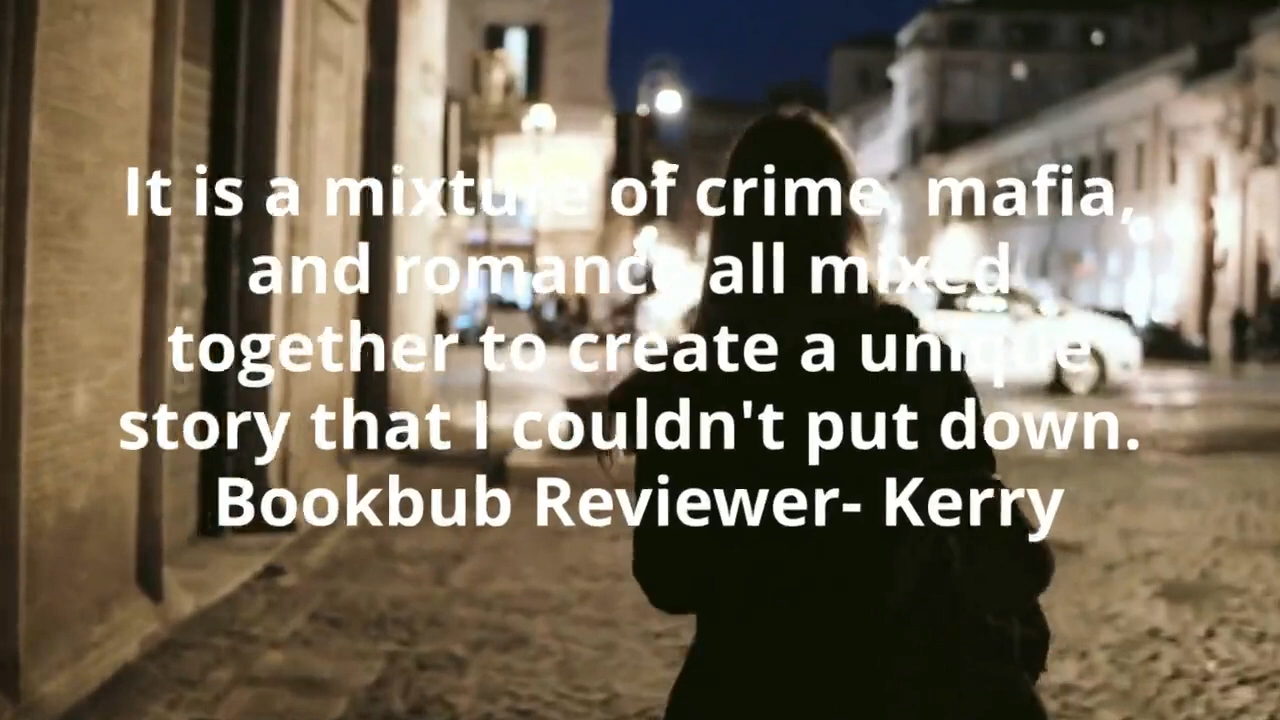 It is a mixture of crime, mafia,
and romance all mixed
together to create a unique
story that I couldn't put down.
Bookbub Reviewer- Kerry